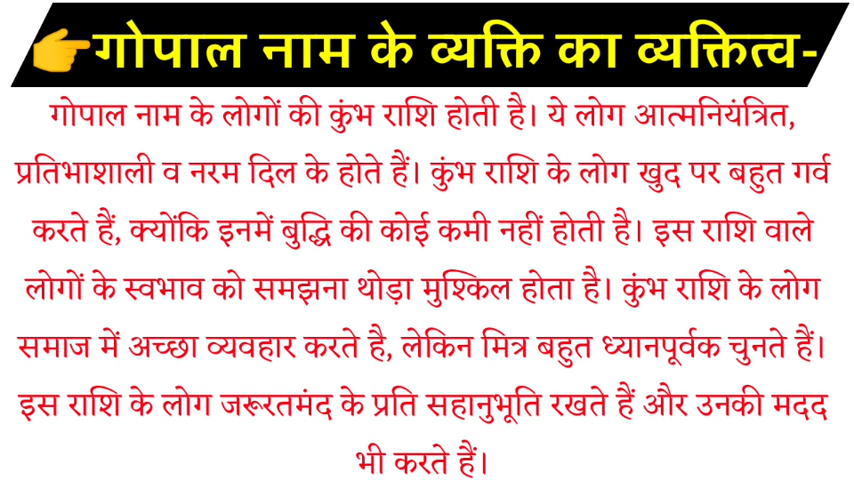 👉गोपाल नाम के व्यक्ति का व्यक्तित्व-
गोपाल नाम के लोगों की कुंभ राशि होती है। ये लोग आत्मनियंत्रित,
प्रतिभाशाली व नरम दिल के होते हैं। कुंभ राशि के लोग खुद पर बहुत गर्व
करते हैं, क्योंकि इनमें बुद्धि की कोई कमी नहीं होती है। इस राशि वाले
लोगों के स्वभाव को समझना थोड़ा मुश्किल होता है। कुंभ राशि के लोग
समाज में अच्छा व्यवहार करते है, लेकिन मित्र बहुत ध्यानपूर्वक चुनते हैं।
इस राशि के लोग जरूरतमंद के प्रति सहानुभूति रखते हैं और उनकी मदद
भी करते हैं।